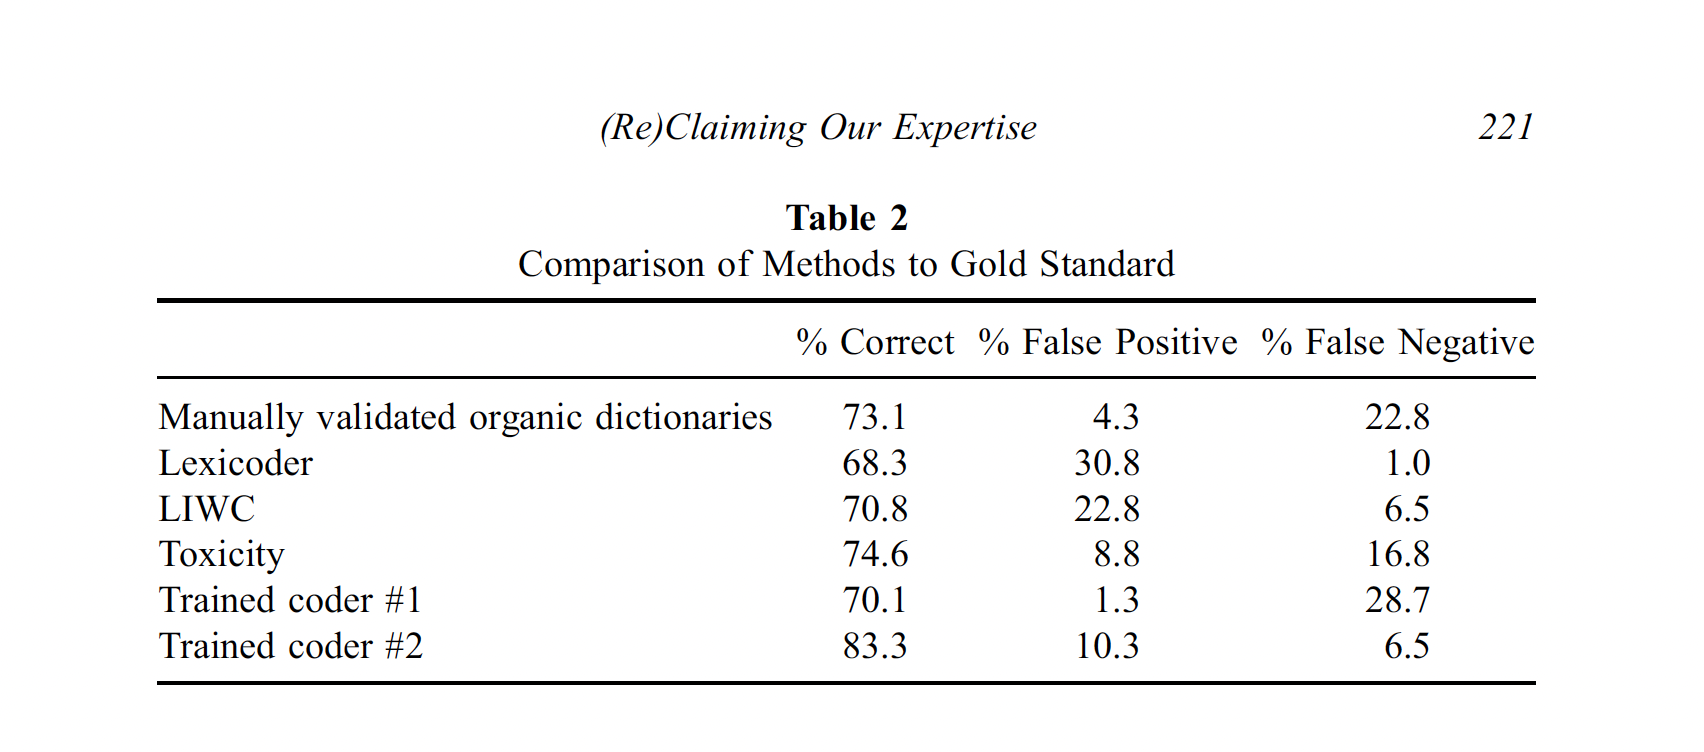 (Re)Claiming Our Expertise 221
Table 2
Comparison of Methods to Gold Standard
% Correct % False Positive % False Negative
Manually validated organic dictionaries 73.1 4.3 22.8
Lexicoder 68.3 30.8 1.0
LIWC 70.8 22.8 6.5
Toxicity 74.6 8.8 16.8
Trained coder #1 70.1 1.3 28.7
Trained coder #2 83.3 10.3 6.5